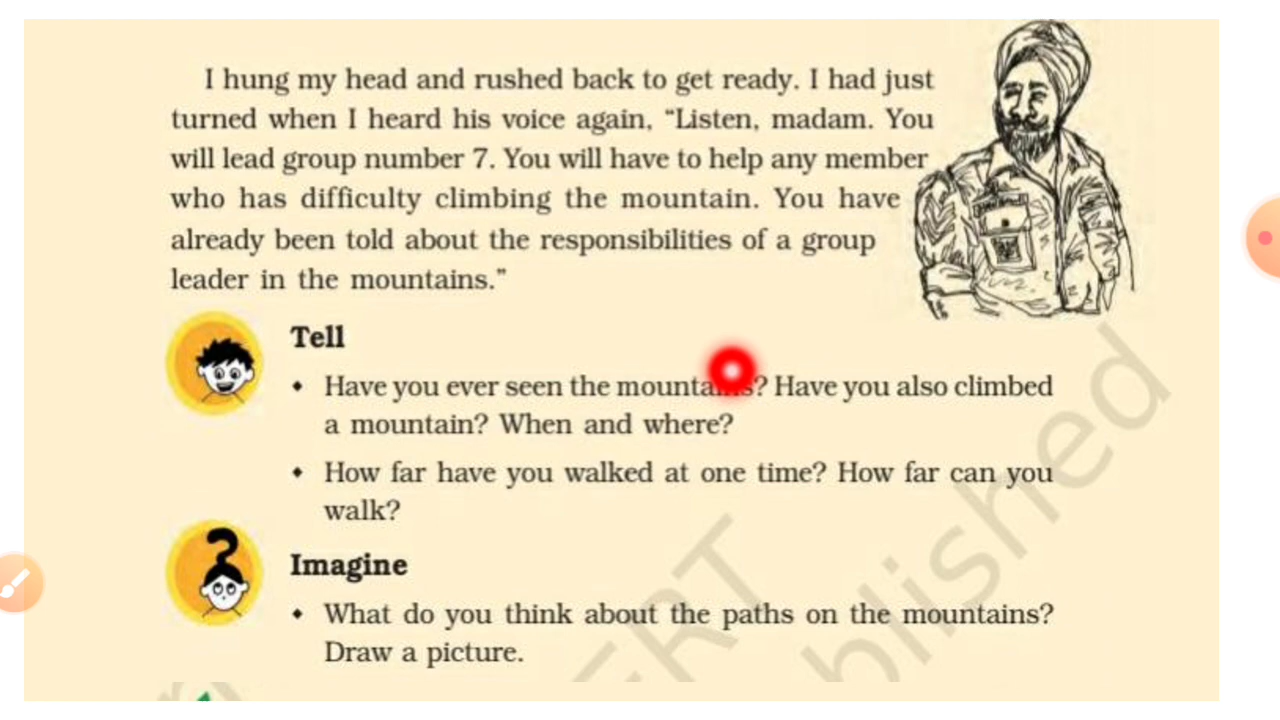 I hung my head and rushed back to get ready. I had just
turned when I heard his voice again, “Listen, madam. You
will lead group number 7. You will have to help any member
who has difficulty climbing the mountain. You have
already been told about the responsibilities of a group
leader in the mountains.”
Tell
• Have you ever seen the mountains? Have you also climbed
a mountain? When and where?
• How far have you walked at one time? How far can you
walk?
Imagine
• What do you think about the paths on the mountains?
Draw a picture.